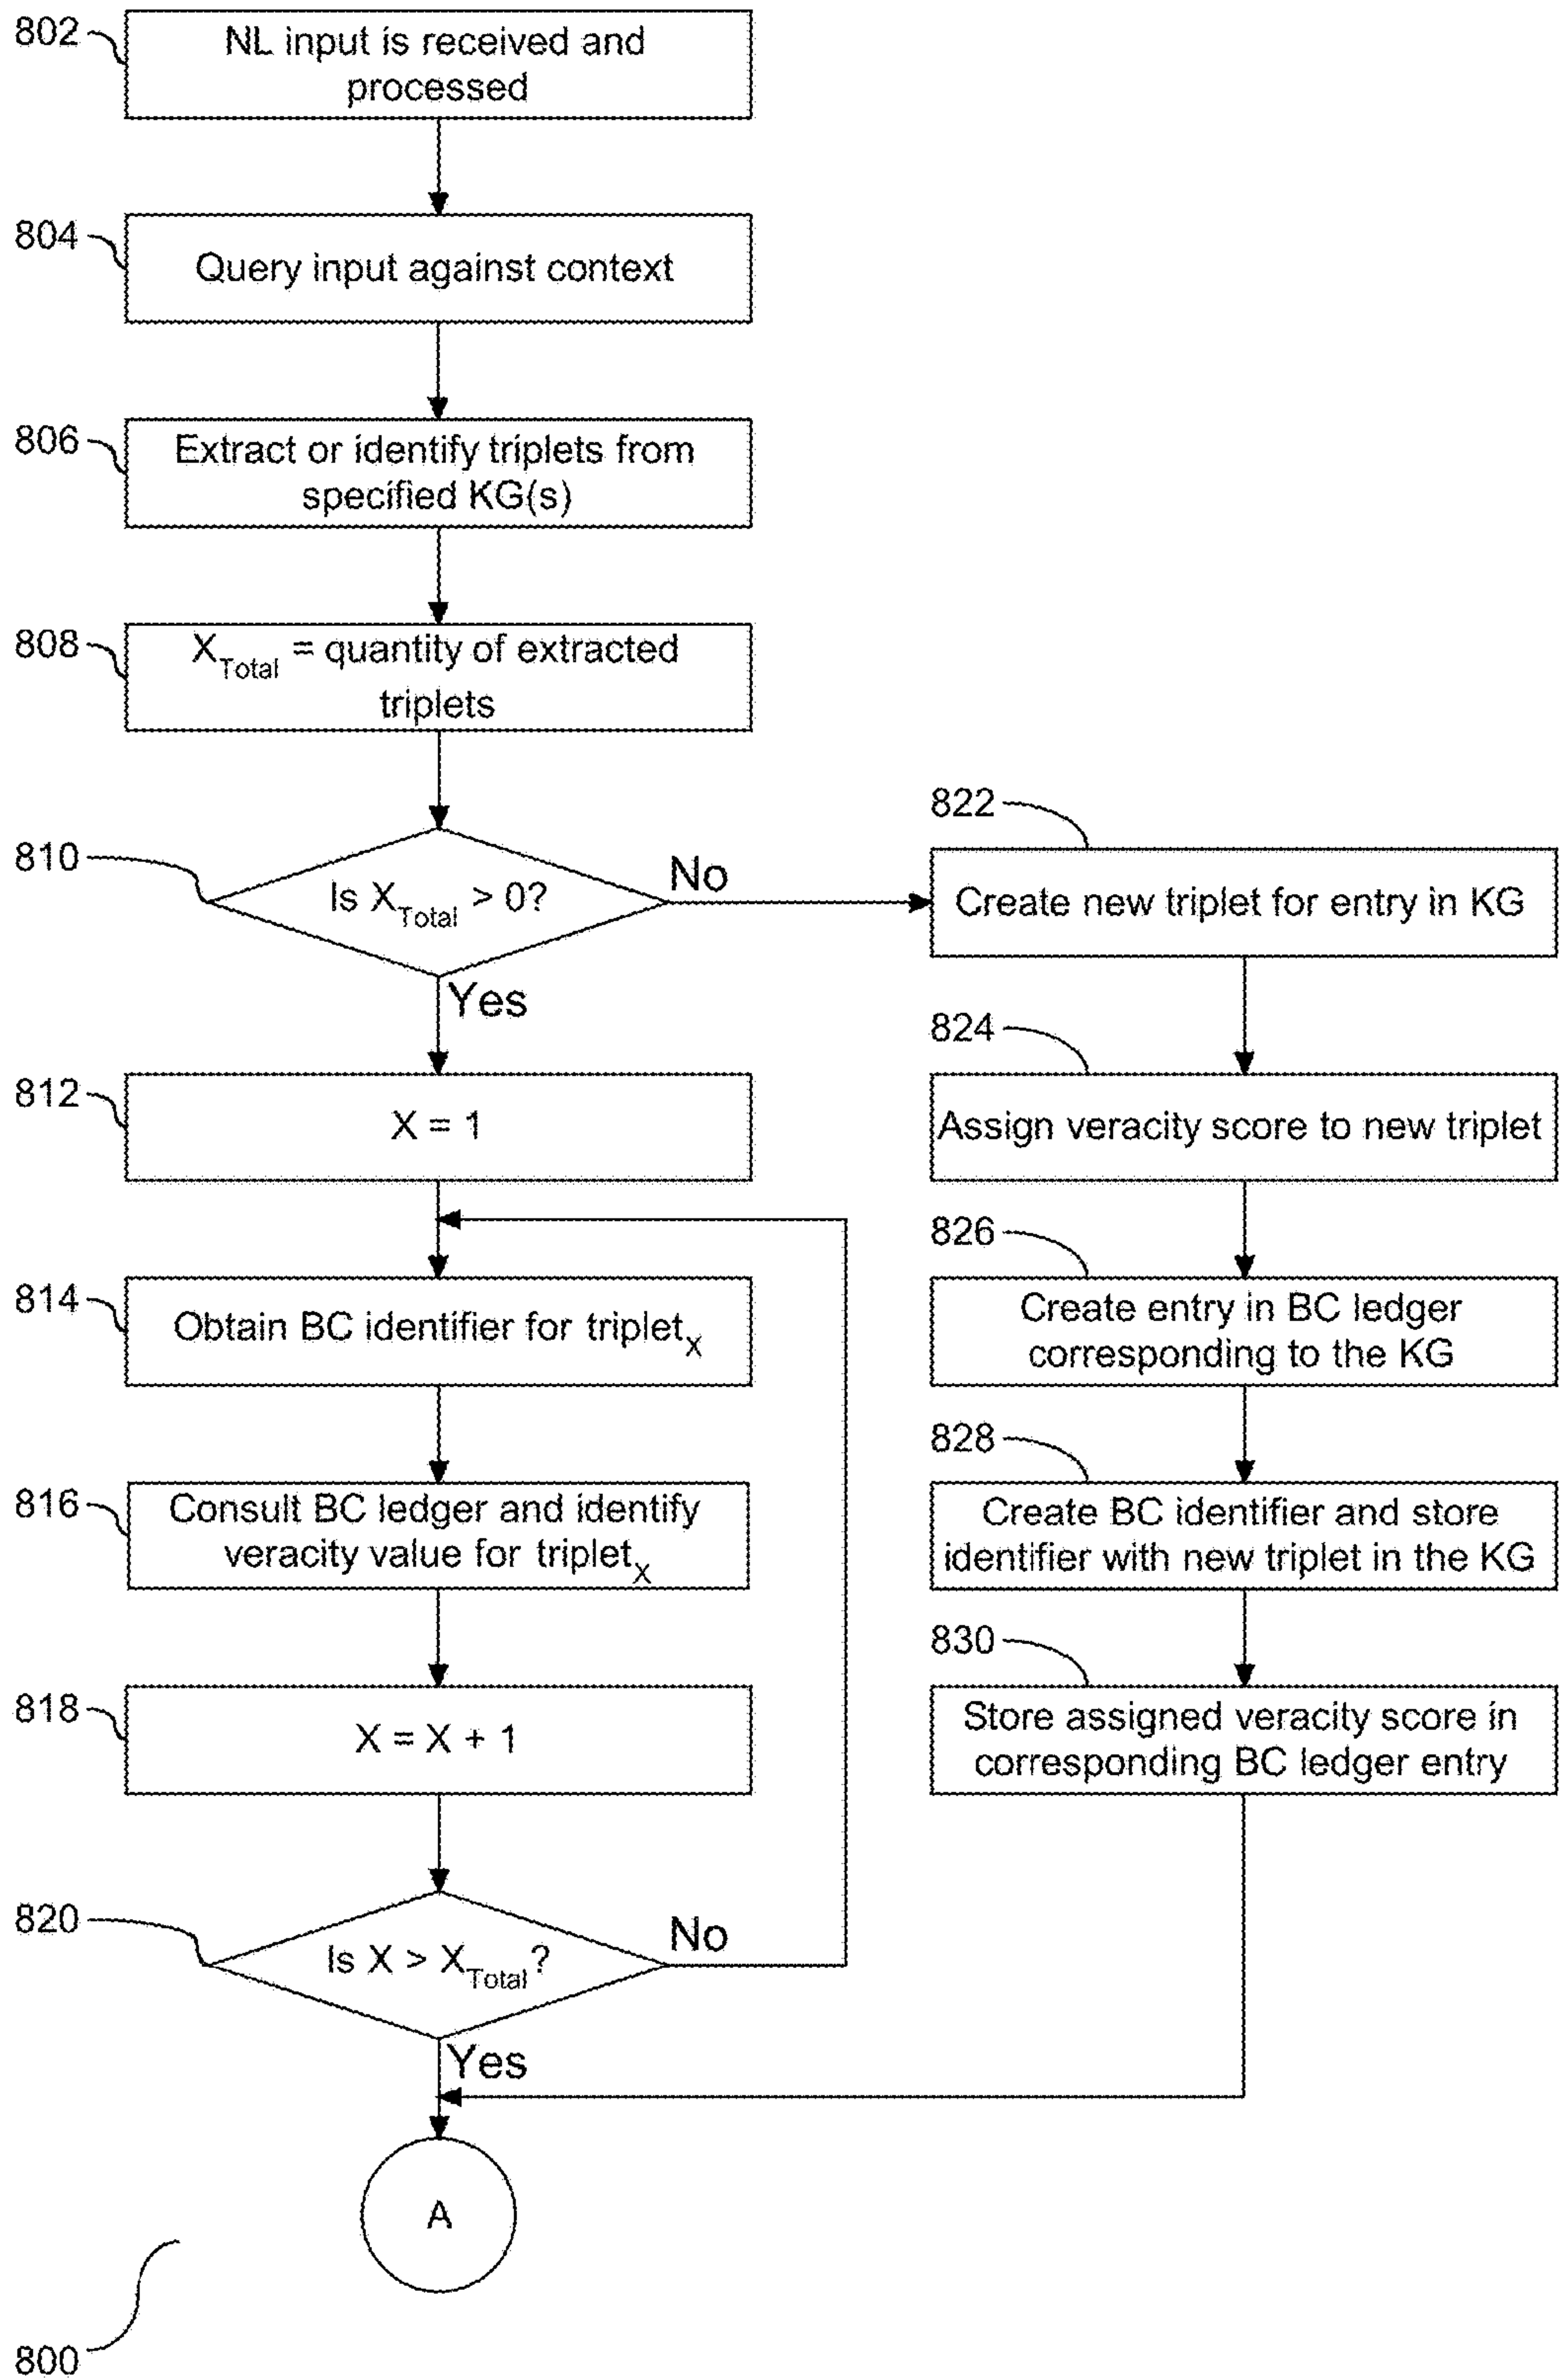 802
NL input is received and
processed
804
Query input against context
806
Extract or identify triplets from
specified KG(s)
808
X_Total = quantity of extracted
triplets
810
Is X_Total > 0?
No
Yes
812
X = 1
814
Obtain BC identifier for triplet_X
816
Consult BC ledger and identify
veracity value for triplet_X
818
X = X + 1
820
Is X > X_Total?
No
Yes
822
Create new triplet for entry in KG
824
Assign veracity score to new triplet
826
Create entry in BC ledger
corresponding to the KG
828
Create BC identifier and store
identifier with new triplet in the KG
830
Store assigned veracity score in
corresponding BC ledger entry
A
800